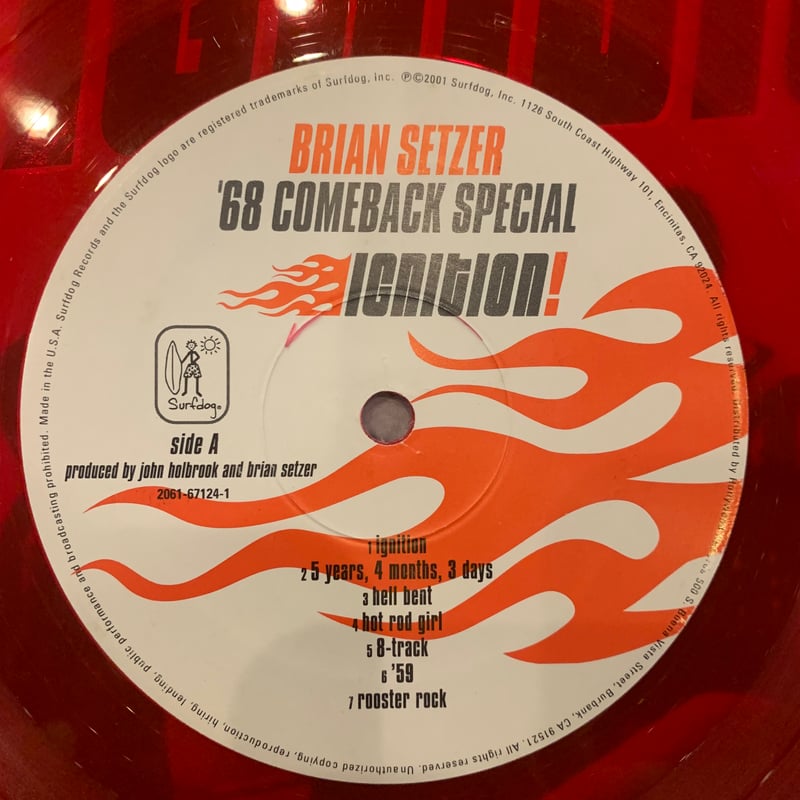 BRIAN SETZER
'68 COMEBACK SPECIAL
IGNITION!
Surfdog®
side A
produced by john holbrook and brian setzer
2061-67124-1
1 ignition
2 5 years, 4 months, 3 days
3 hell bent
4 hot rod girl
5 8-track
6 '59
7 rooster rock
Unauthorized copying, reproduction, hiring, lending, public performance and broadcasting prohibited. Made in the U.S.A. Surfdog Records and the Surfdog logo are registered trademarks of Surfdog, Inc. ℗©2001 Surfdog, Inc. 1126 South Coast Highway 101, Encinitas, CA 92024. All rights reserved. Distributed by 500 S. Buena Vista Street, Burbank, CA 91521. All rights reserved.